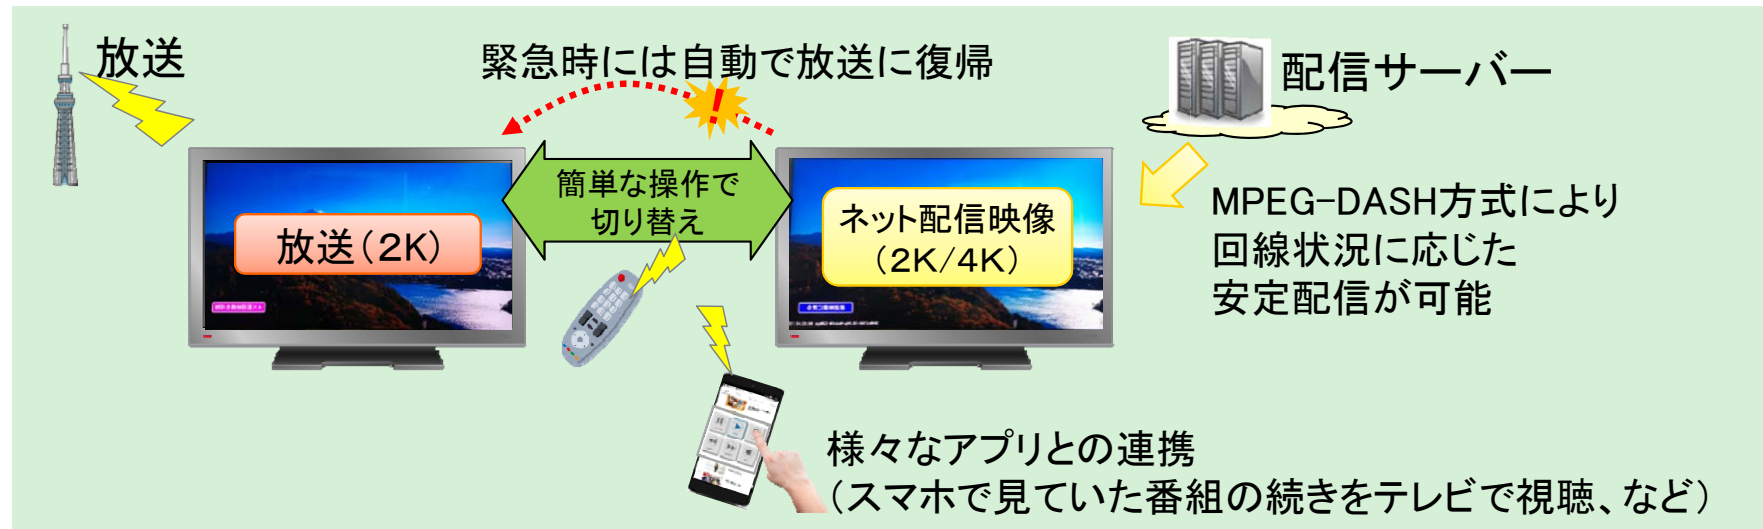 放送
緊急時には自動で放送に復帰
配信サーバー
簡単な操作で
切り替え
放送(2K)
ネット配信映像
(2K/4K)
MPEG-DASH方式により
回線状況に応じた
安定配信が可能
様々なアプリとの連携
(スマホで見ていた番組の続きをテレビで視聴、など)